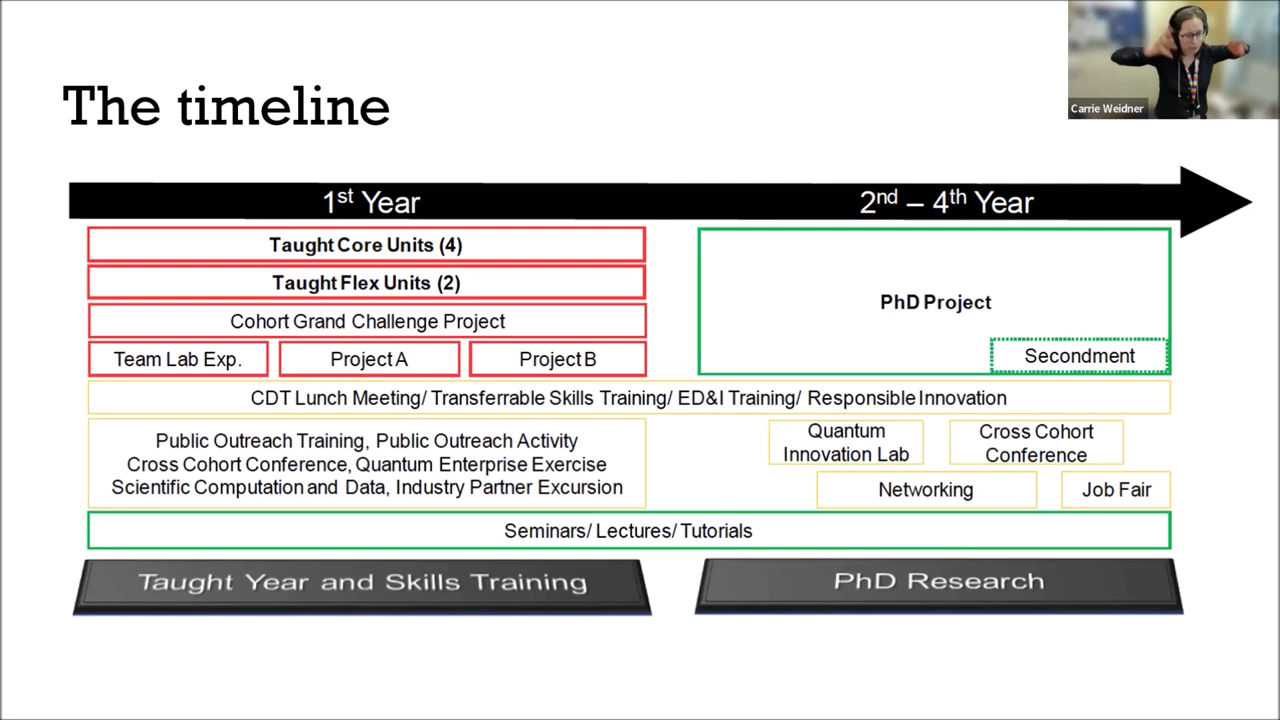 Carrie Weidner
The timeline
1st Year
2nd – 4th Year
Taught Core Units (4)
Taught Flex Units (2)
Cohort Grand Challenge Project
Team Lab Exp.
Project A
Project B
PhD Project
Secondment
CDT Lunch Meeting/ Transferrable Skills Training/ ED&I Training/ Responsible Innovation
Public Outreach Training, Public Outreach Activity
Cross Cohort Conference, Quantum Enterprise Exercise
Scientific Computation and Data, Industry Partner Excursion
Quantum
Innovation Lab
Cross Cohort
Conference
Networking
Job Fair
Seminars/ Lectures/ Tutorials
Taught Year and Skills Training
PhD Research